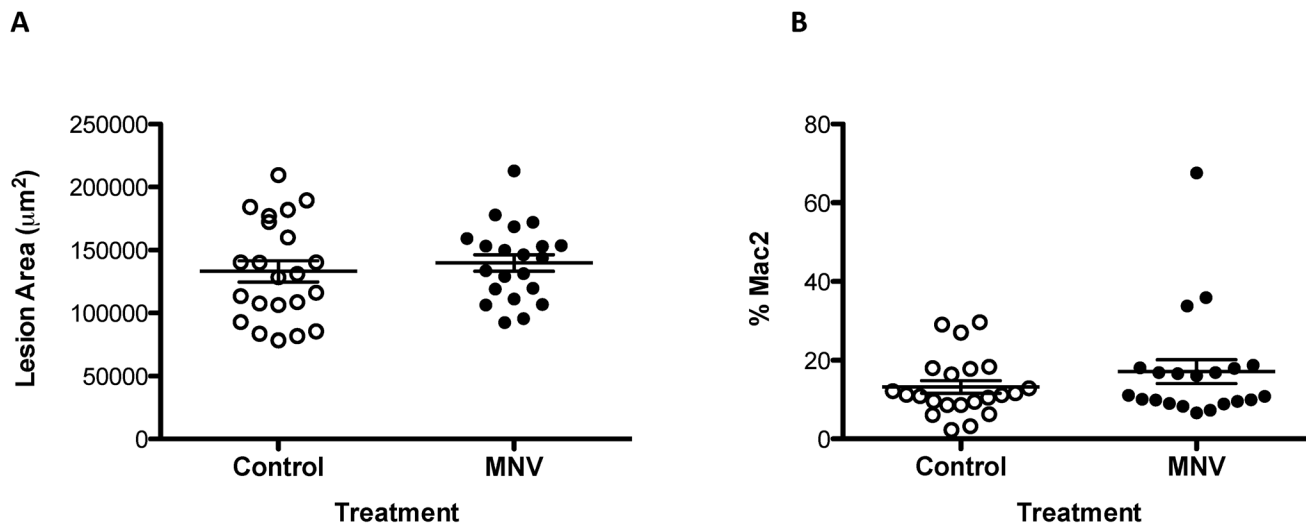 A
Lesion Area (μm²)
250000
200000
150000
100000
50000
0
Control
MNV
Treatment
B
% Mac2
80
60
40
20
0
Control
MNV
Treatment